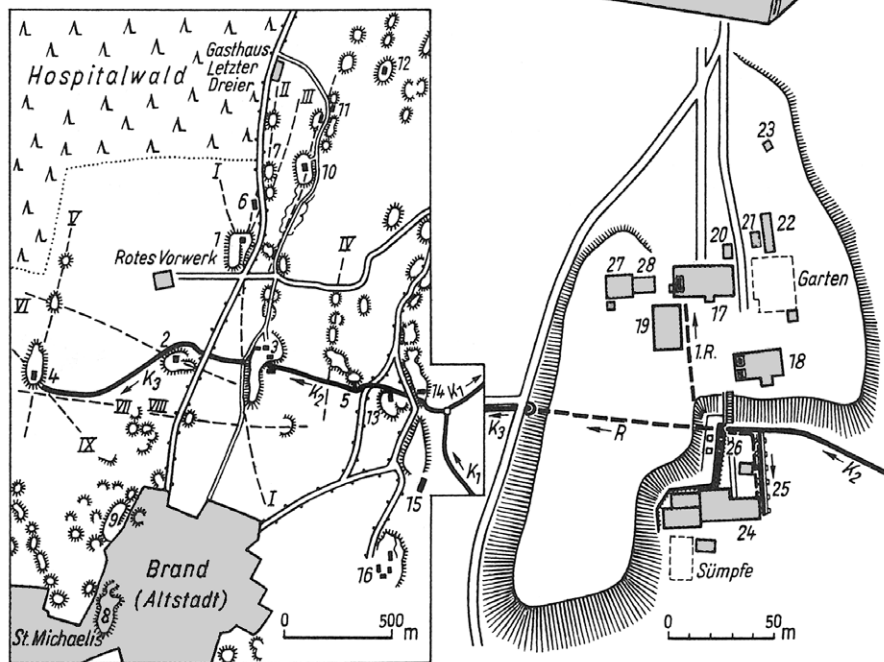 Hospitalwald
Gasthaus
Letzter
Dreier
II
III
12
11
10
7
I
6
1
V
IV
Rotes Vorwerk
VI
2
3
4
K3
K2
5
13
14
K1
K1
VII
VIII
IX
I
9
15
16
Brand
(Altstadt)
8
St. Michaelis
0
500
m
23
22
21
20
27
28
17
Garten
19
1.R.
18
K3
R
26
K2
25
24
Sümpfe
0
50
m